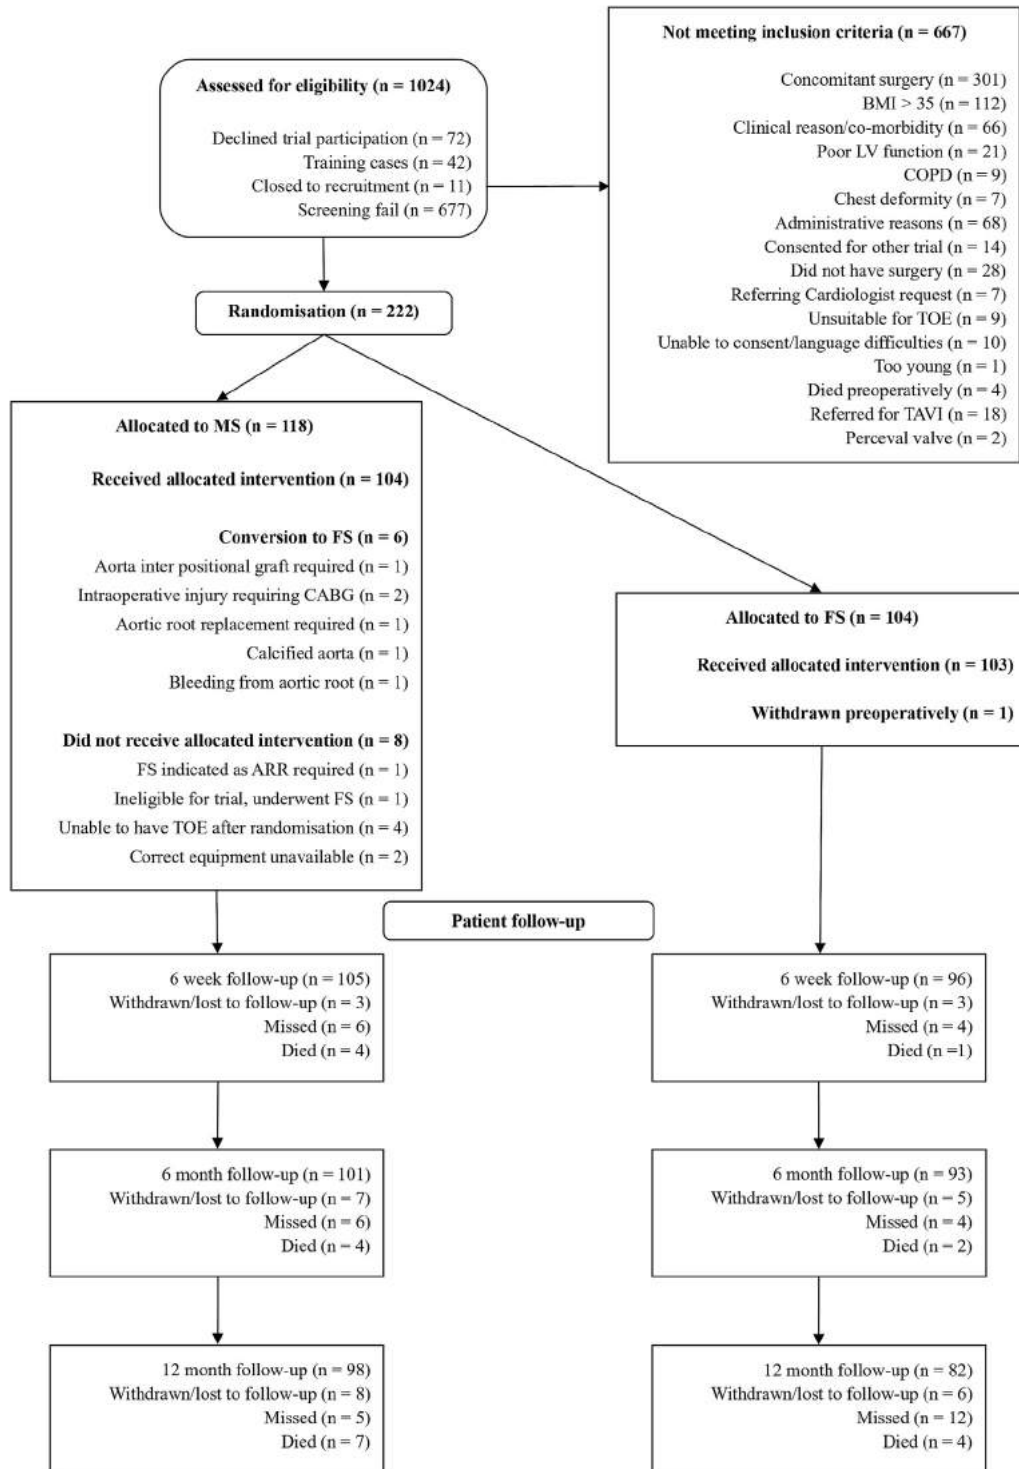 Assessed for eligibility (n = 1024)
Declined trial participation (n = 72)
Training cases (n = 42)
Closed to recruitment (n = 11)
Screening fail (n = 677)
Not meeting inclusion criteria (n = 667)
Concomitant surgery (n = 301)
BMI > 35 (n = 112)
Clinical reason/co-morbidity (n = 66)
Poor LV function (n = 21)
COPD (n = 9)
Chest deformity (n = 7)
Administrative reasons (n = 68)
Consented for other trial (n = 14)
Did not have surgery (n = 28)
Referring Cardiologist request (n = 7)
Unsuitable for TOE (n = 9)
Unable to consent/language difficulties (n = 10)
Too young (n = 1)
Died preoperatively (n = 4)
Referred for TAVI (n = 18)
Perceval valve (n = 2)
Randomisation (n = 222)
Allocated to MS (n = 118)
Received allocated intervention (n = 104)
Conversion to FS (n = 6)
Aorta inter positional graft required (n = 1)
Intraoperative injury requiring CABG (n = 2)
Aortic root replacement required (n = 1)
Calcified aorta (n = 1)
Bleeding from aortic root (n = 1)
Did not receive allocated intervention (n = 8)
FS indicated as ARR required (n = 1)
Ineligible for trial, underwent FS (n = 1)
Unable to have TOE after randomisation (n = 4)
Correct equipment unavailable (n = 2)
Allocated to FS (n = 104)
Received allocated intervention (n = 103)
Withdrawn preoperatively (n = 1)
Patient follow-up
6 week follow-up (n = 105)
Withdrawn/lost to follow-up (n = 3)
Missed (n = 6)
Died (n = 4)
6 week follow-up (n = 96)
Withdrawn/lost to follow-up (n = 3)
Missed (n = 4)
Died (n =1)
6 month follow-up (n = 101)
Withdrawn/lost to follow-up (n = 7)
Missed (n = 6)
Died (n = 4)
6 month follow-up (n = 93)
Withdrawn/lost to follow-up (n = 5)
Missed (n = 4)
Died (n = 2)
12 month follow-up (n = 98)
Withdrawn/lost to follow-up (n = 8)
Missed (n = 5)
Died (n = 7)
12 month follow-up (n = 82)
Withdrawn/lost to follow-up (n = 6)
Missed (n = 12)
Died (n = 4)